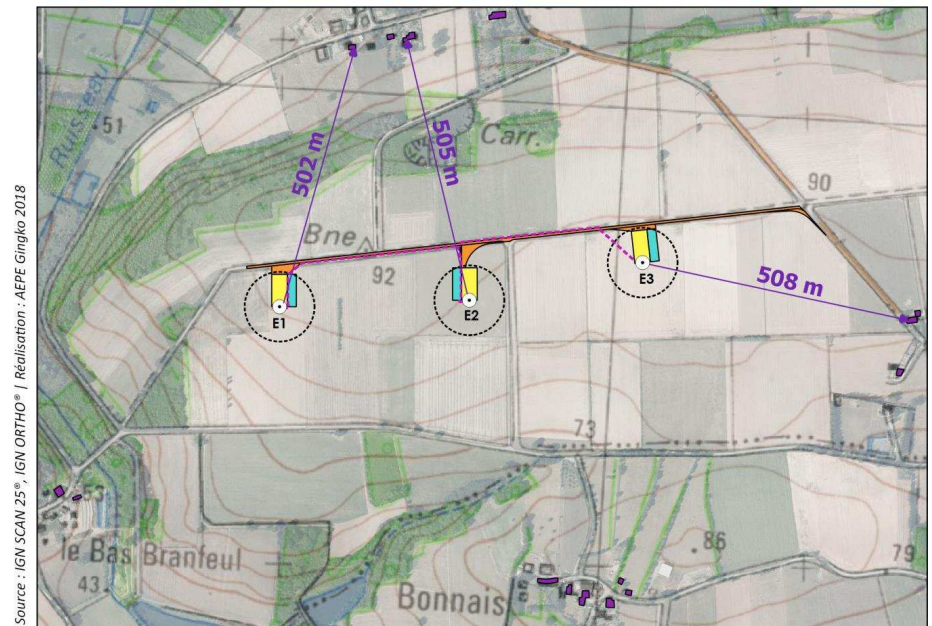 Source : IGN SCAN 25®, IGN ORTHO® | Réalisation : AEPE Gingko 2018
Ruisseau
51
502 m
505 m
Carr.
90
Bne
92
E1
E2
E3
508 m
73
53
le Bas Branfeul
43
Bonnais
86
79